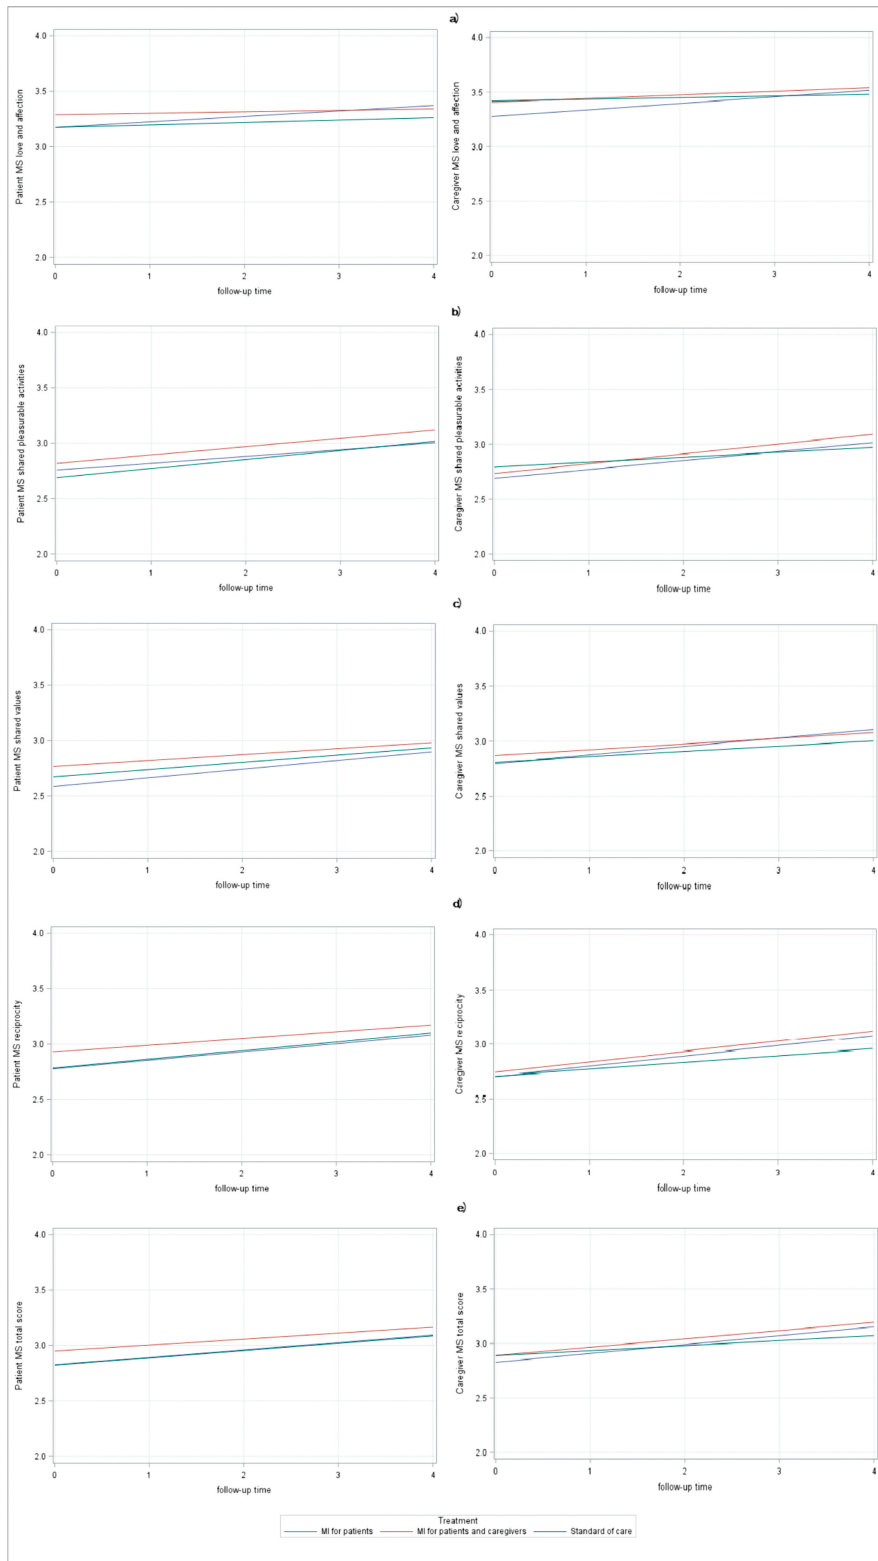 a)
4.0
3.5
3.0
2.5
2.0
Patient MS love and affection
0 1 2 3 4
follow-up time
4.0
3.5
3.0
2.5
2.0
Caregiver MS love and affection
0 1 2 3 4
follow-up time
b)
4.0
3.5
3.0
2.5
2.0
Patient MS shared pleasurable activities
0 1 2 3 4
follow-up time
4.0
3.5
3.0
2.5
2.0
Caregiver MS shared pleasurable activities
0 1 2 3 4
follow-up time
c)
4.0
3.5
3.0
2.5
2.0
Patient MS shared values
0 1 2 3 4
follow-up time
4.0
3.5
3.0
2.5
2.0
Caregiver MS shared values
0 1 2 3 4
follow-up time
d)
4.0
3.5
3.0
2.5
2.0
Patient MS reciprocity
0 1 2 3 4
follow-up time
4.0
3.5
3.0
2.5
2.0
Caregiver MS reciprocity
0 1 2 3 4
follow-up time
e)
4.0
3.5
3.0
2.5
2.0
Patient MS total score
0 1 2 3 4
follow-up time
4.0
3.5
3.0
2.5
2.0
Caregiver MS total score
0 1 2 3 4
follow-up time
Treatment
MI for patients MI for patients and caregivers Standard of care